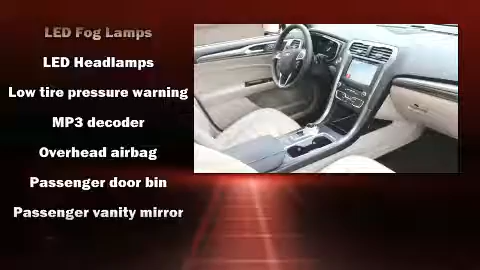 LED Fog Lamps
LED Headlamps
Low tire pressure warning
MP3 decoder
Overhead airbag
Passenger door bin
Passenger vanity mirror